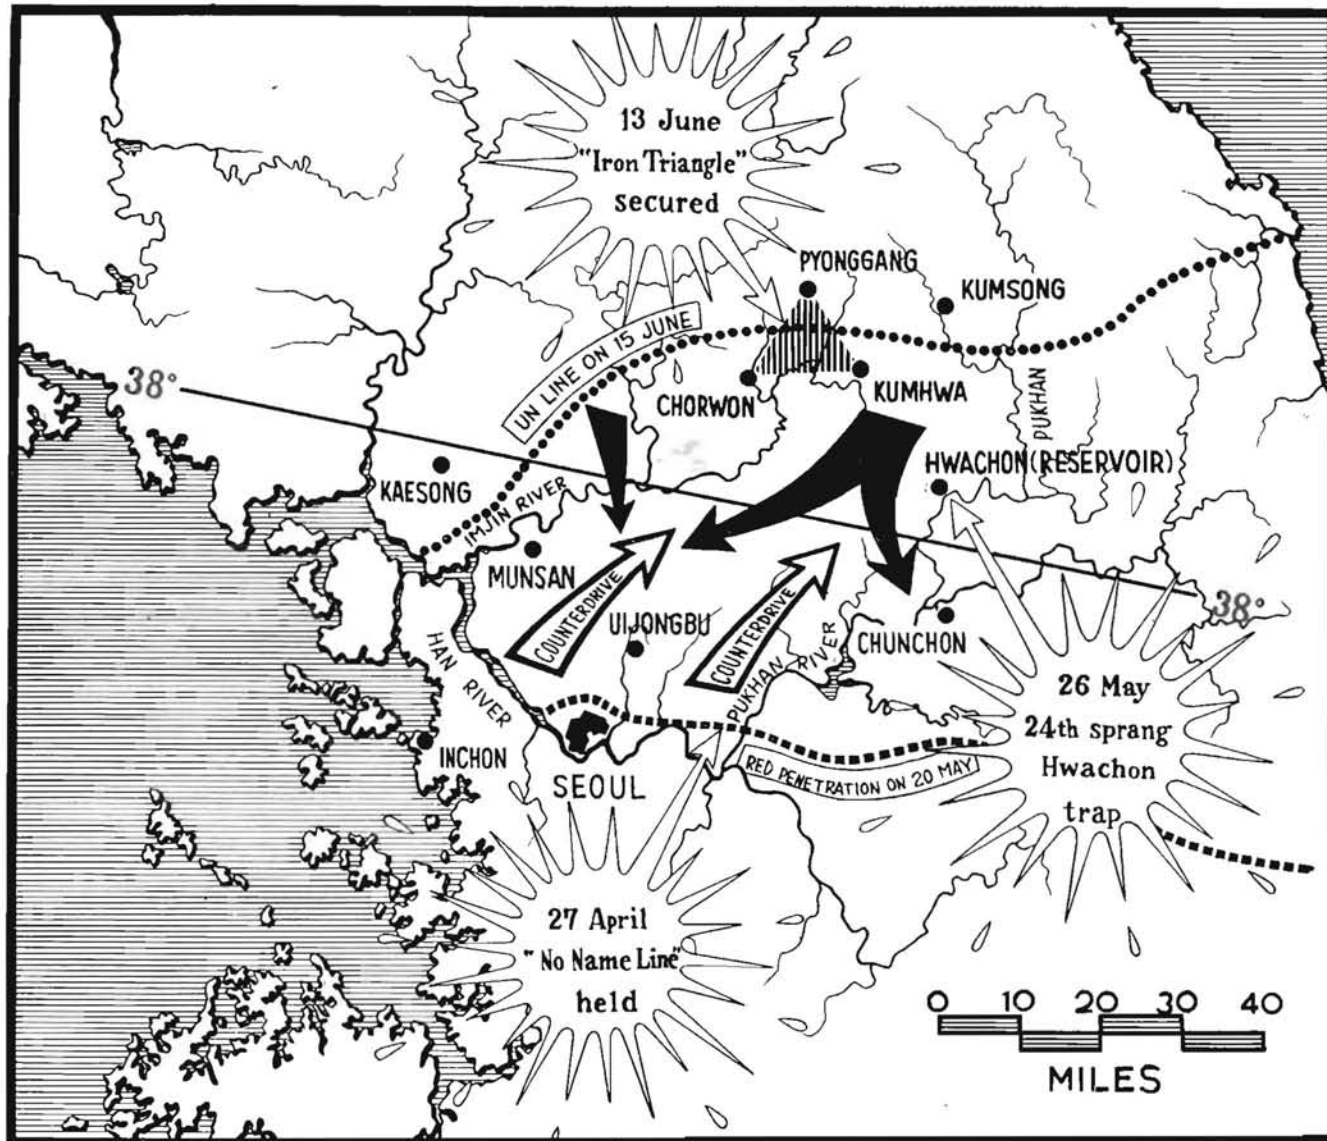 13 June
"Iron Triangle"
secured
PYONGGANG
KUMSONG
UN LINE ON 15 JUNE
38°
CHORWON
KUMHWA
PUKHAN
HWACHON (RESERVOIR)
KAESONG
IMJIN RIVER
MUNSAN
COUNTERDRIVE
UIJONGBU
COUNTERDRIVE
PUKHAN RIVER
CHUNCHON
38°
HAN RIVER
INCHON
SEOUL
RED PENETRATION ON 20 MAY
26 May
24th sprang
Hwachon
trap
27 April
"No Name Line"
held
0 10 20 30 40
MILES